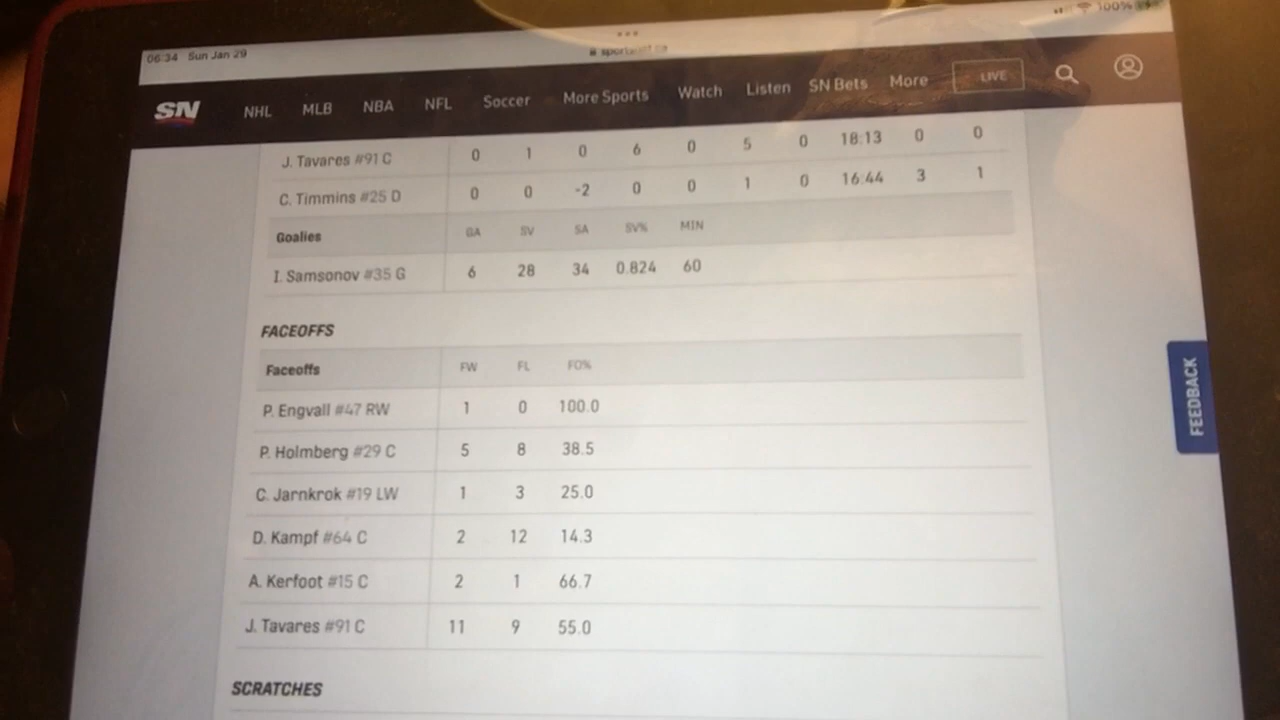 06:34 Sun Jan 29
100%
SN NHL MLB NBA NFL Soccer More Sports Watch Listen SN Bets More LIVE
J. Tavares #91 C 0 1 0 6 0 5 0 18:13 0 0
C. Timmins #25 D 0 0 -2 0 0 1 0 16:44 3 1
Goalies GA SV SA SV% MIN
I. Samsonov #35 G 6 28 34 0.824 60
FACEOFFS
Faceoffs FW FL FO%
P. Engvall #47 RW 1 0 100.0
P. Holmberg #29 C 5 8 38.5
C. Jarnkrok #19 LW 1 3 25.0
D. Kampf #64 C 2 12 14.3
A. Kerfoot #15 C 2 1 66.7
J. Tavares #91 C 11 9 55.0
SCRATCHES
FEEDBACK